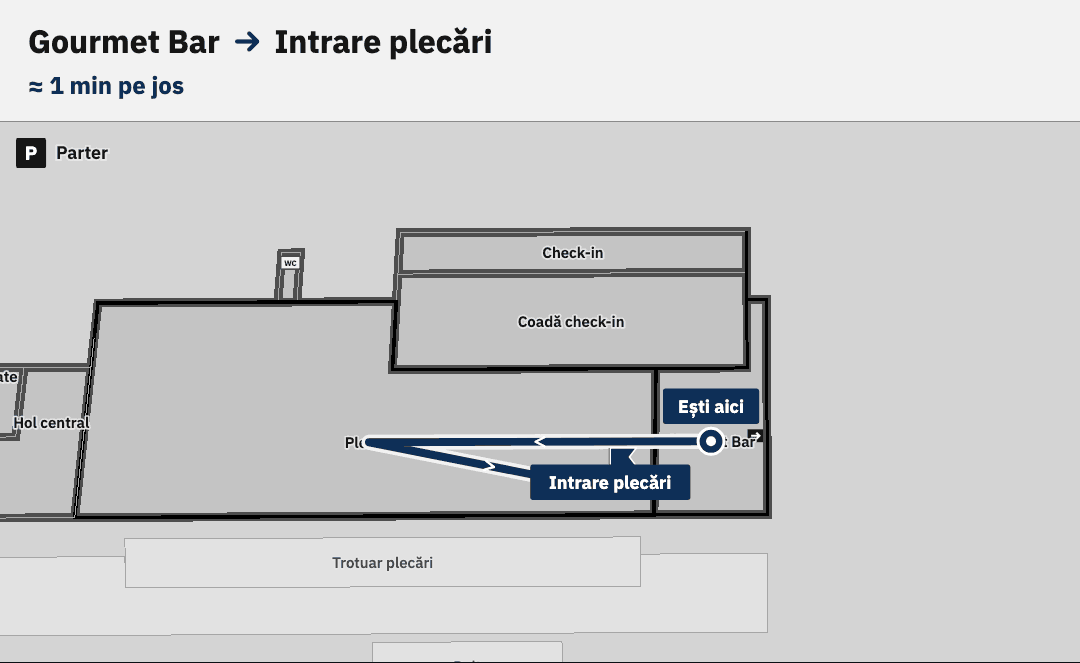 Gourmet Bar → Intrare plecări
≈ 1 min pe jos
P Parter
Check-in
WC
Coadă check-in
Ești aici
Hol central
Bar
Intrare plecări
Trotuar plecări